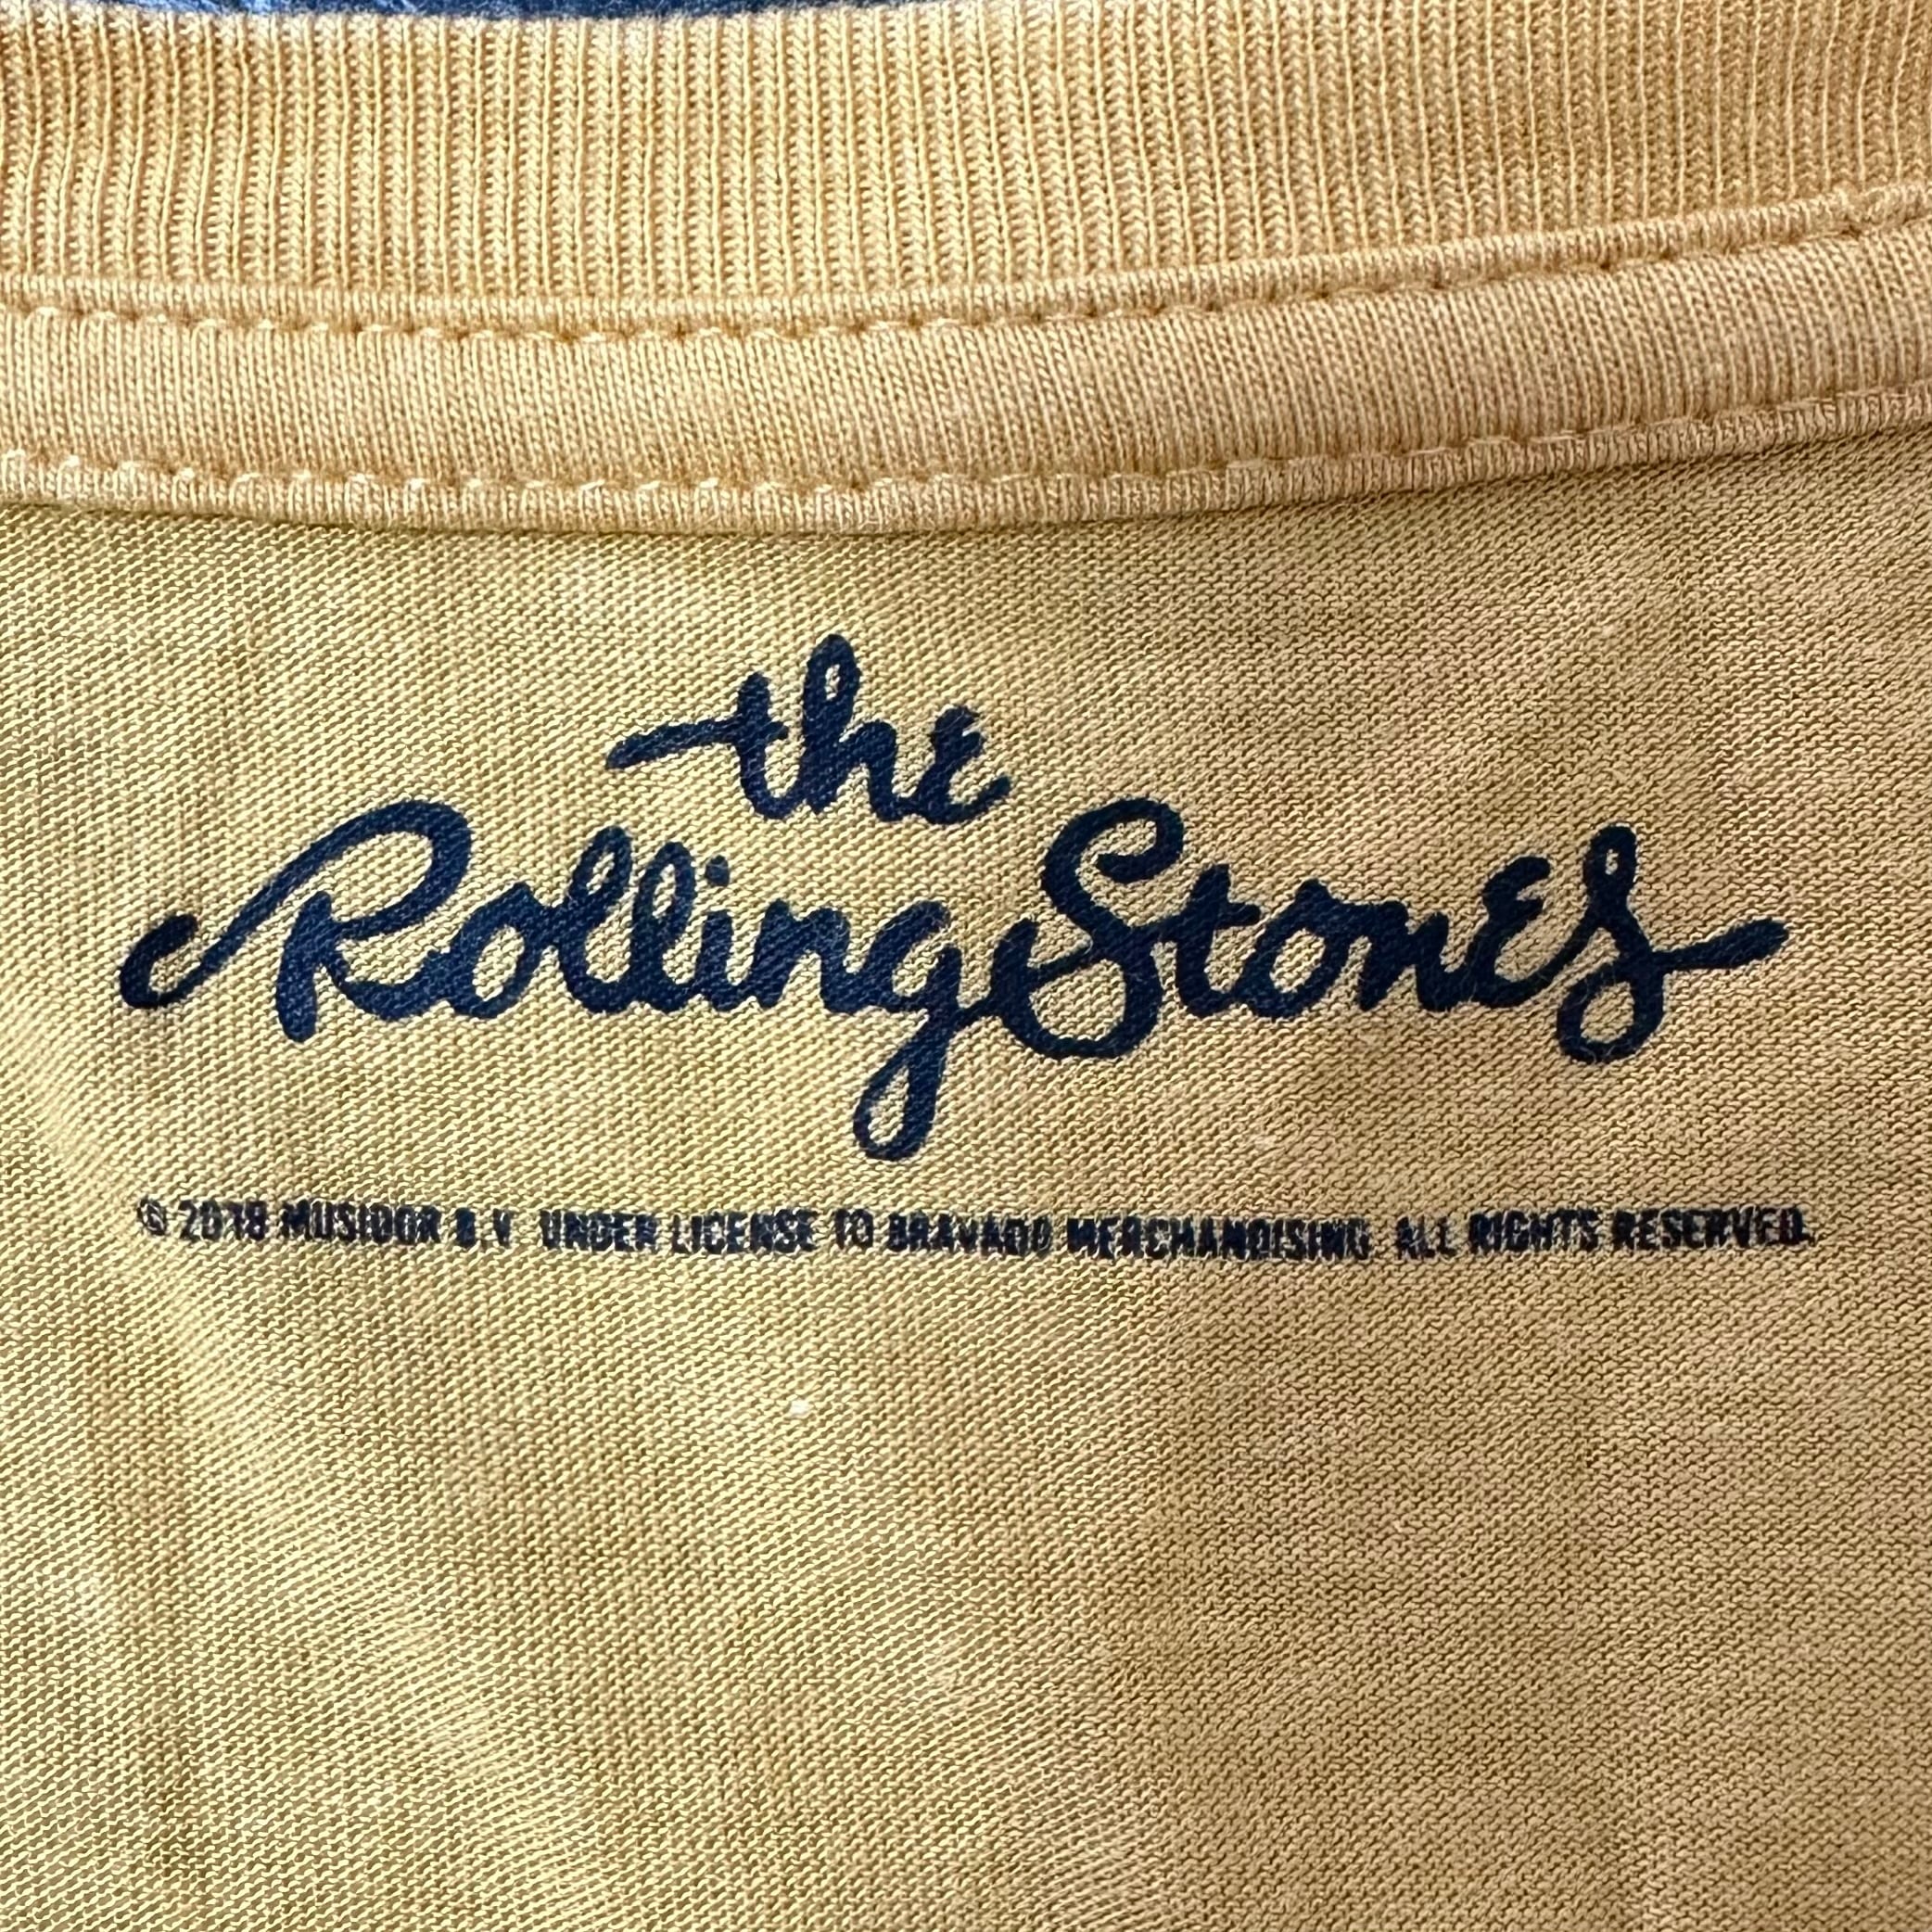 the
Rolling Stones
© 2018 MUSIDOR B.V. UNDER LICENSE TO BRAVADO MERCHANDISING. ALL RIGHTS RESERVED.